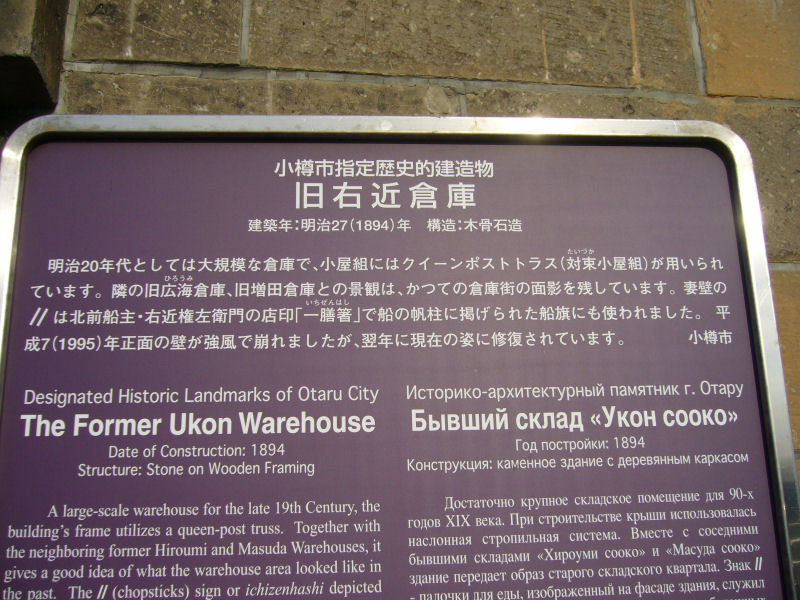 小樽市指定歴史的建造物
旧右近倉庫
建築年：明治27（1894）年　構造：木骨石造
明治20年代としては大規模な倉庫で、小屋組にはクイーンポストトラス（対束小屋組）が用いられ
たいづか
ています。隣の旧広海倉庫、旧増田倉庫との景観は、かつての倉庫街の面影を残しています。妻壁の
ひろうみ
〃は北前船主・右近権左衛門の店印「一膳箸」で船の帆柱に掲げられた船旗にも使われました。平
いちぜんはし
成7（1995）年正面の壁が強風で崩れましたが、翌年に現在の姿に修復されています。　小樽市
Designated Historic Landmarks of Otaru City
The Former Ukon Warehouse
Date of Construction: 1894
Structure: Stone on Wooden Framing
A large-scale warehouse for the late 19th Century, the
building's frame utilizes a queen-post truss. Together with
the neighboring former Hiroumi and Masuda Warehouses, it
gives a good idea of what the warehouse area looked like in
the past. The // (chopsticks) sign or ichizenhashi depicted
Историко-архитектурный памятник г. Отару
Бывший склад «Укон сооко»
Год постройки: 1894
Конструкция: каменное здание с деревянным каркасом
Достаточно крупное складское помещение для 90-х
годов XIX века. При строительстве крыши использовалась
наслонная стропильная система. Вместе с соседними
бывшими складами «Хироуми сооко» и «Масуда сооко»
здание передает образ старого складского квартала. Знак //
- палочки для еды, изображенный на фасаде здания, служил